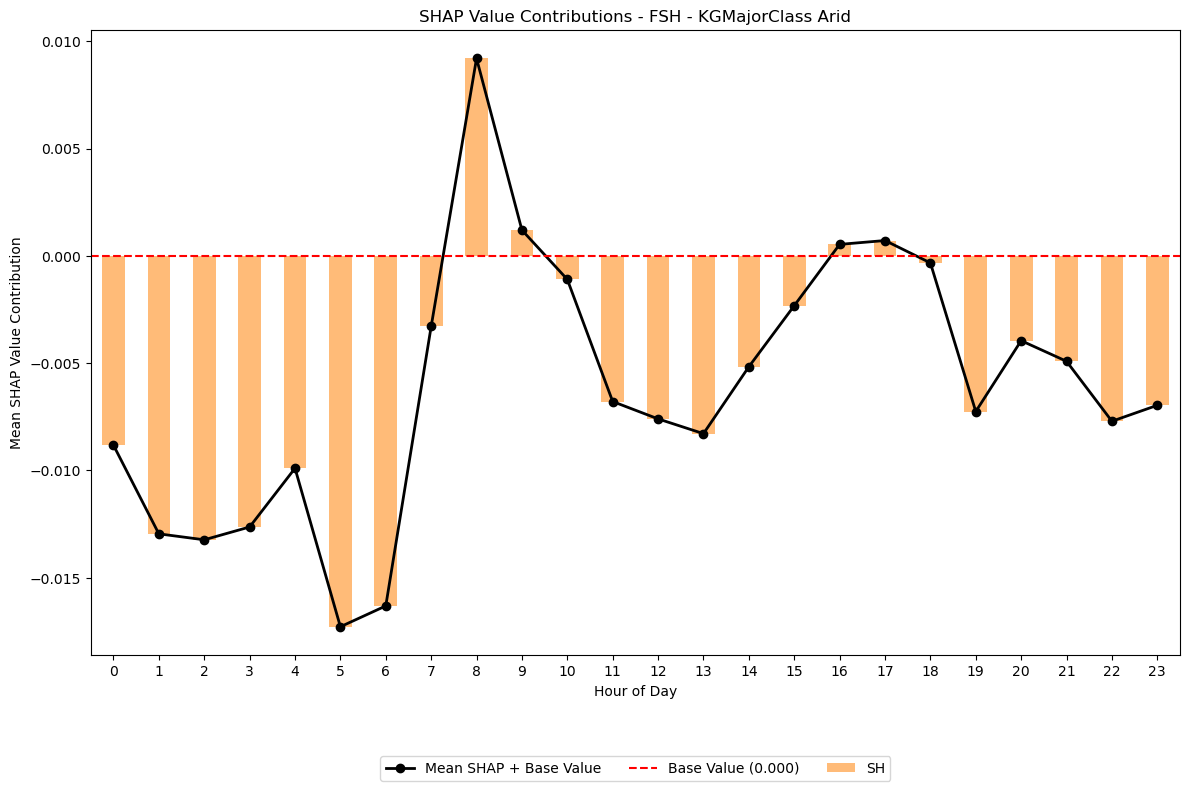 SHAP Value Contributions - FSH - KGMajorClass Arid
Mean SHAP Value Contribution
0.010
0.005
0.000
−0.005
−0.010
−0.015
0 1 2 3 4 5 6 7 8 9 10 11 12 13 14 15 16 17 18 19 20 21 22 23
Hour of Day
Mean SHAP + Base Value Base Value (0.000) SH